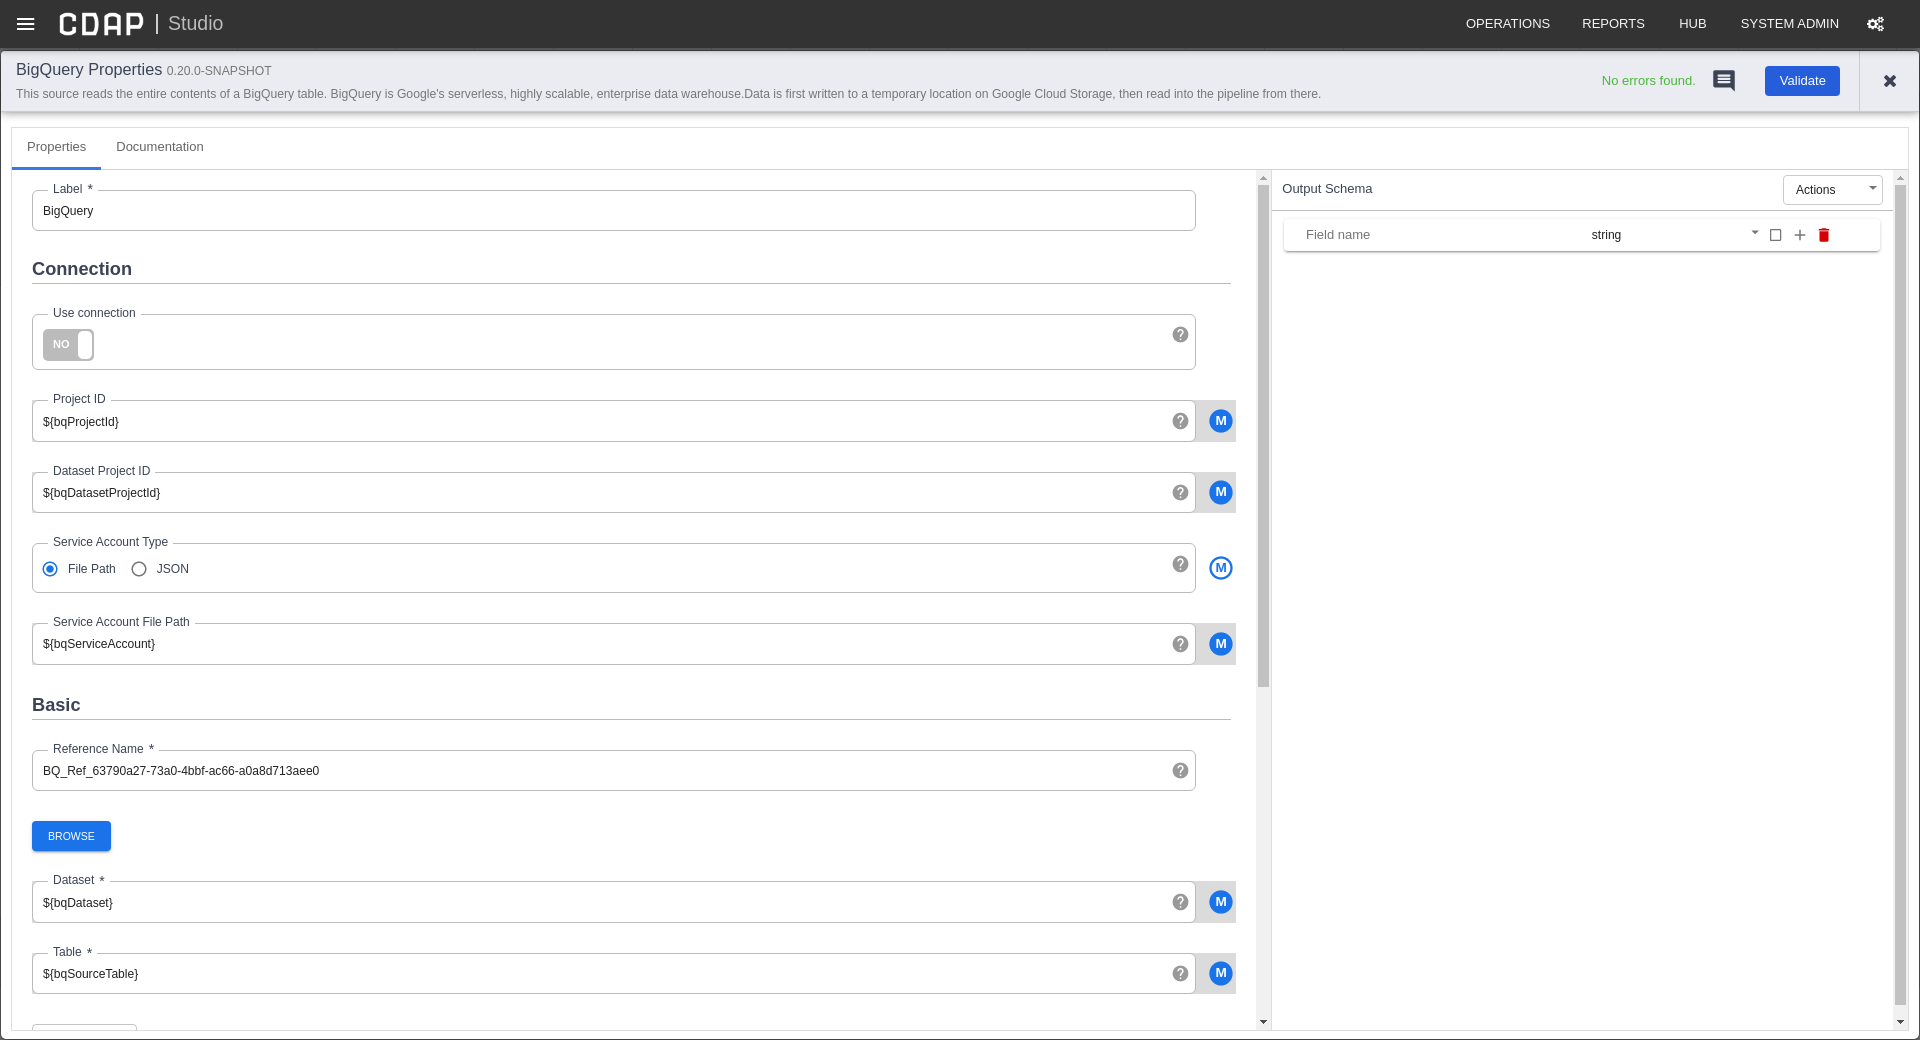 CDAP | Studio
OPERATIONS REPORTS HUB SYSTEM ADMIN
BigQuery Properties 0.20.0-SNAPSHOT
This source reads the entire contents of a BigQuery table. BigQuery is Google's serverless, highly scalable, enterprise data warehouse.Data is first written to a temporary location on Google Cloud Storage, then read into the pipeline from there.
No errors found.
Validate
Properties Documentation
Label *
BigQuery
Connection
Use connection
NO
Project ID
${bqProjectId}
M
Dataset Project ID
${bqDatasetProjectId}
M
Service Account Type
File Path JSON
M
Service Account File Path
${bqServiceAccount}
M
Basic
Reference Name *
BQ_Ref_63790a27-73a0-4bbf-ac66-a0a8d713aee0
BROWSE
Dataset *
${bqDataset}
M
Table *
${bqSourceTable}
M
Output Schema
Actions
Field name string